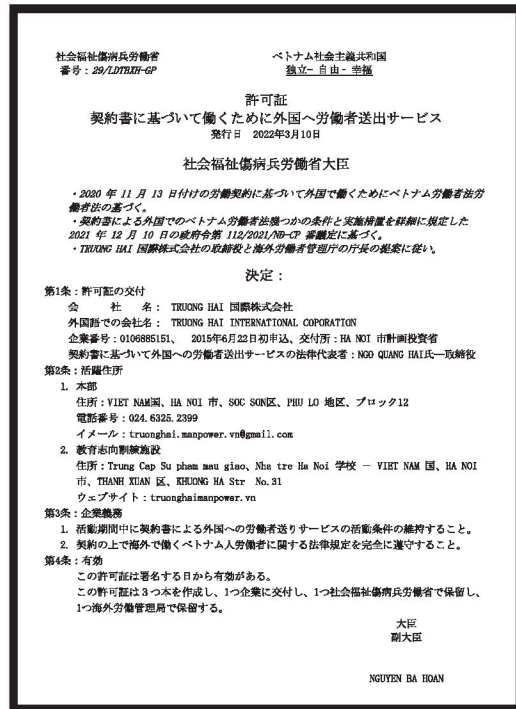 社会福祉傷病兵労働省
番号：29/LDTBXH-GP
ベトナム社会主義共和国
独立- 自由- 幸福
許可証
契約書に基づいて働くために外国へ労働者送出サービス
発行日 2022年3月10日
社会福祉傷病兵労働省大臣
・2020 年 11 月 13 日付けの労働契約に基づいて外国で働くためにベトナム労働者法労
働者法の基づく。
・契約書による外国でのベトナム労働者法幾つかの条件と実施措置を詳細に規定した
2021 年 12 月 10 日の政府令第 112/2021/NĐ-CP 審議定に基づく。
・TRUONG HAI 国際株式会社の取締役と海外労働者管理庁の庁長の提案に従い。
決定：
第1条：許可証の交付
会 社 名： TRUONG HAI 国際株式会社
外国語での会社名： TRUONG HAI INTERNATIONAL COPORATION
企業番号：0106885151、 2015年6月22日初申込、交付所：HA NOI 市計画投資省
契約書に基づいて外国への労働者送出サービスの法律代表者：NGO QUANG HAI氏―取締役
第2条：活躍住所
1. 本部
住所：VIET NAM国、HA NOI 市、SOC SON区、PHU LO 地区、ブロック12
電話番号：024.6325.2399
イメール：truonghai.manpower.vn@gmail.com
2. 教育志向訓練施設
住所：Trung Cap Su pham mau giao、Nha tre Ha Noi 学校 － VIET NAM 国、HA NOI
市、THANH XUAN 区、KHUONG HA Str No.31
ウェブサイト：truonghaimanpower.vn
第3条：企業義務
1. 活動期間中に契約書による外国への労働者送りサービスの活動条件の維持すること。
2. 契約の上で海外で働くベトナム人労働者に関する法律規定を完全に遵守すること。
第4条：有効
この許可証は署名する日から有効がある。
この許可証は３つ本を作成し、1つ企業に交付し、1つ社会福祉傷病兵労働省で保留し、
1つ海外労働管理局で保留する。
大臣
副大臣
NGUYEN BA HOAN